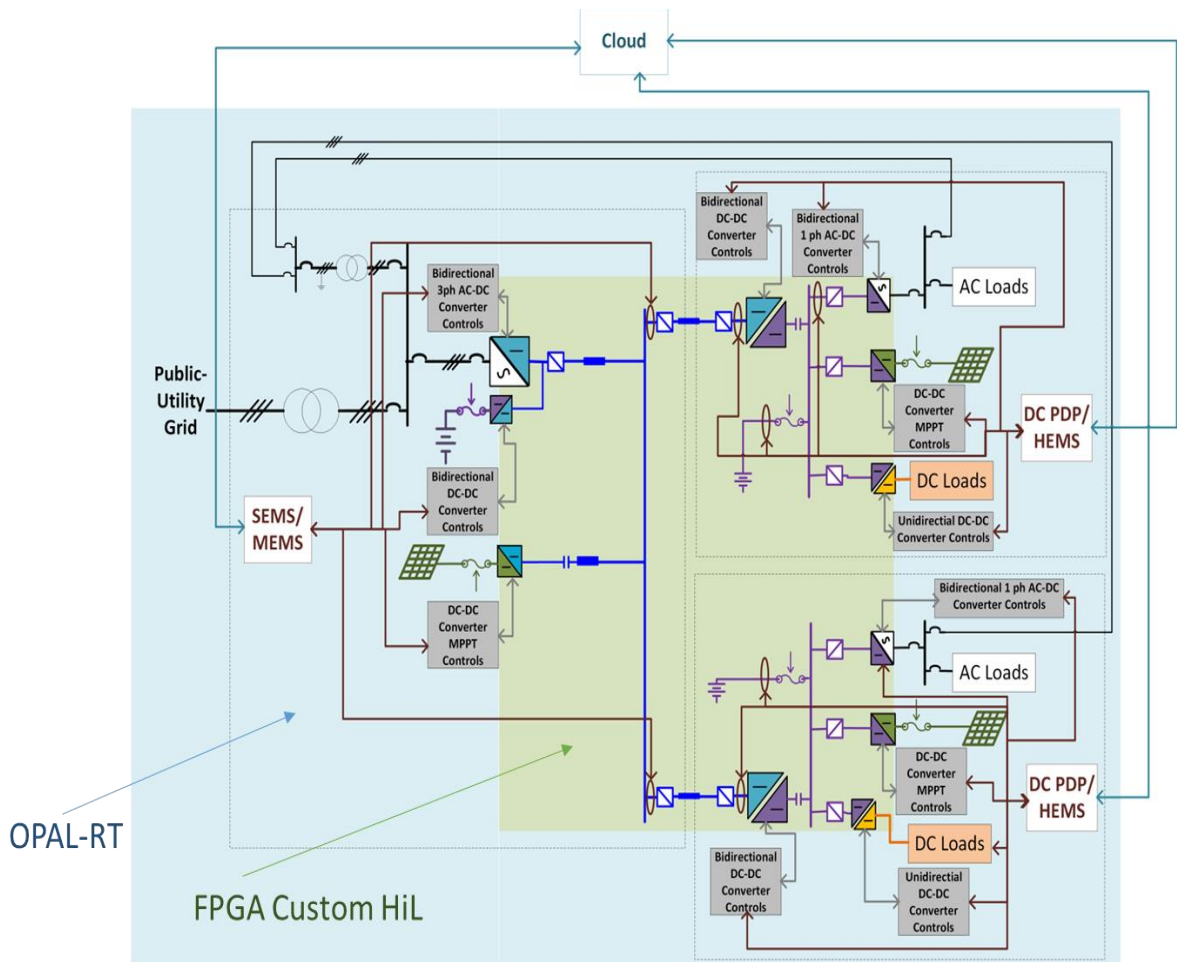 Cloud
Bidirectional
DC-DC
Converter
Controls
Bidirectional
1 ph AC-DC
Converter
Controls
Bidirectional
3ph AC-DC
Converter
Controls
AC Loads
Public-
Utility
Grid
DC-DC
Converter
MPPT
Controls
DC PDP/
HEMS
DC Loads
Bidirectional
DC-DC
Converter
Controls
SEMS/
MEMS
Unidirectial DC-DC
Converter Controls
DC-DC
Converter
MPPT
Controls
Bidirectional 1 ph AC-DC
Converter Controls
AC Loads
DC-DC
Converter
MPPT
Controls
DC PDP/
HEMS
DC Loads
OPAL-RT
Bidirectional
DC-DC
Converter
Controls
Unidirectial
DC-DC
Converter
Controls
FPGA Custom HiL